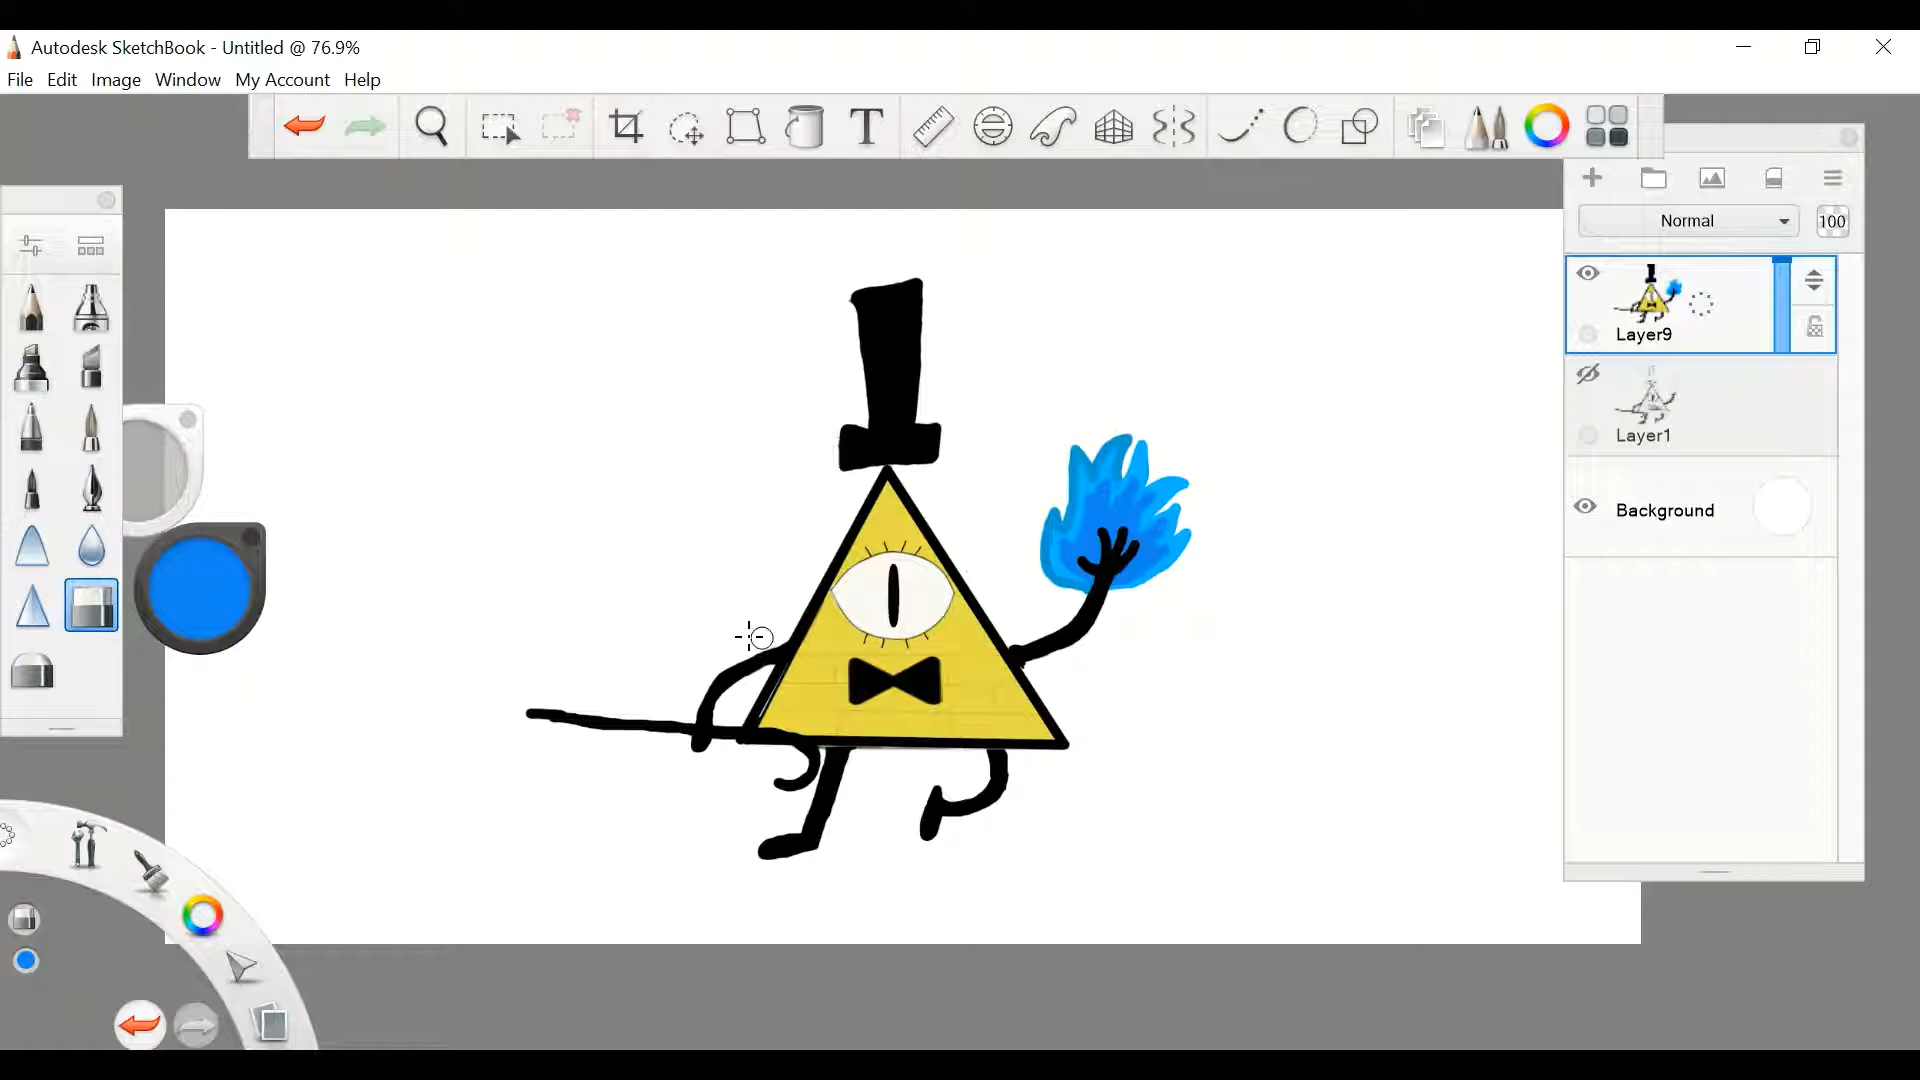 Autodesk SketchBook - Untitled @ 76.9%
File Edit Image Window My Account Help
T
Normal 100
Layer9
Layer1
Background